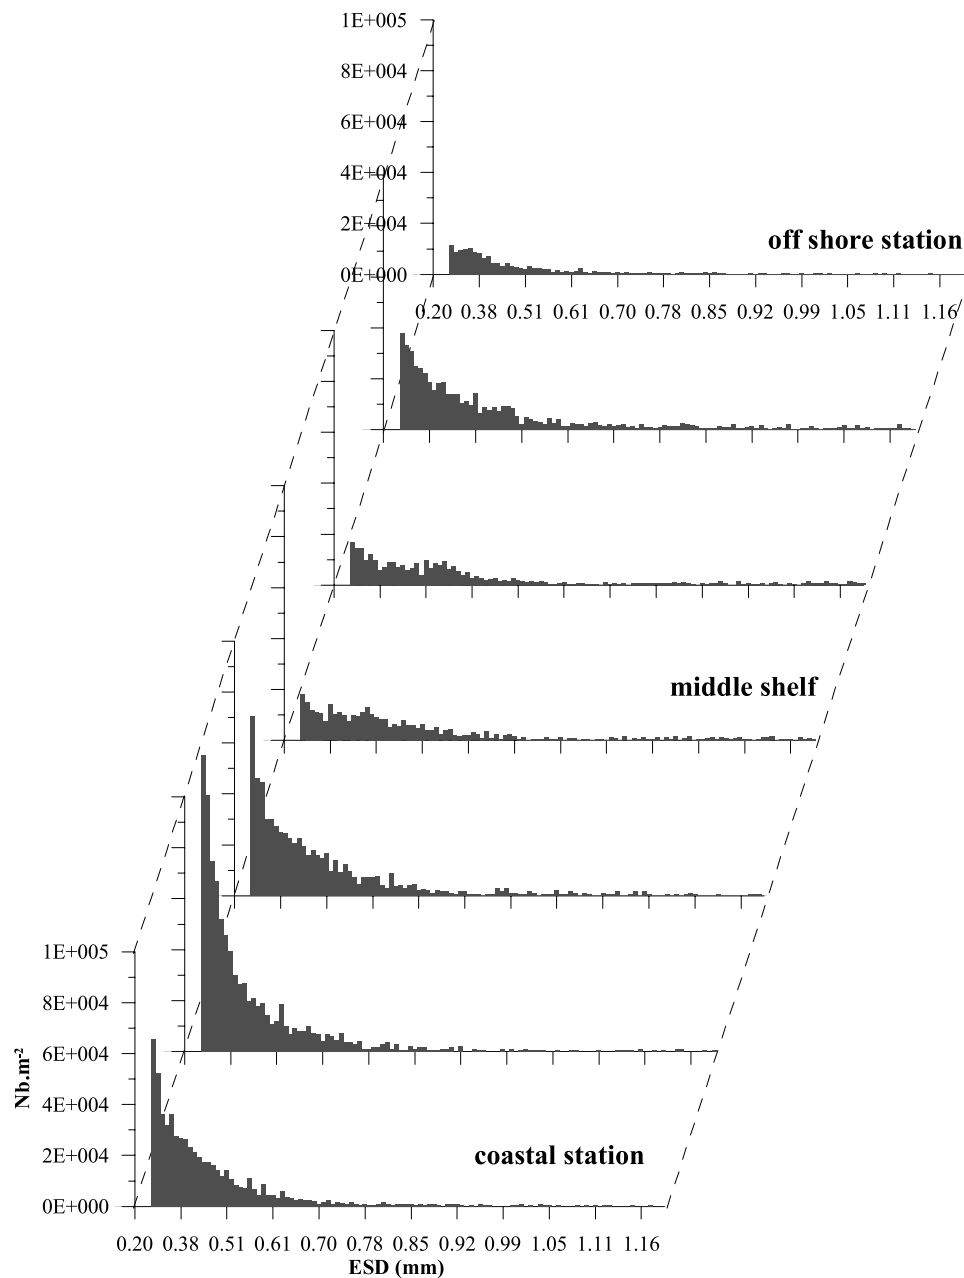 1E+005
8E+004
6E+004
4E+004
2E+004
0E+000
off shore station
0.20 0.38 0.51 0.61 0.70 0.78 0.85 0.92 0.99 1.05 1.11 1.16
middle shelf
1E+005
8E+004
6E+004
4E+004
2E+004
0E+000
Nb.m-2
coastal station
0.20 0.38 0.51 0.61 0.70 0.78 0.85 0.92 0.99 1.05 1.11 1.16
ESD (mm)